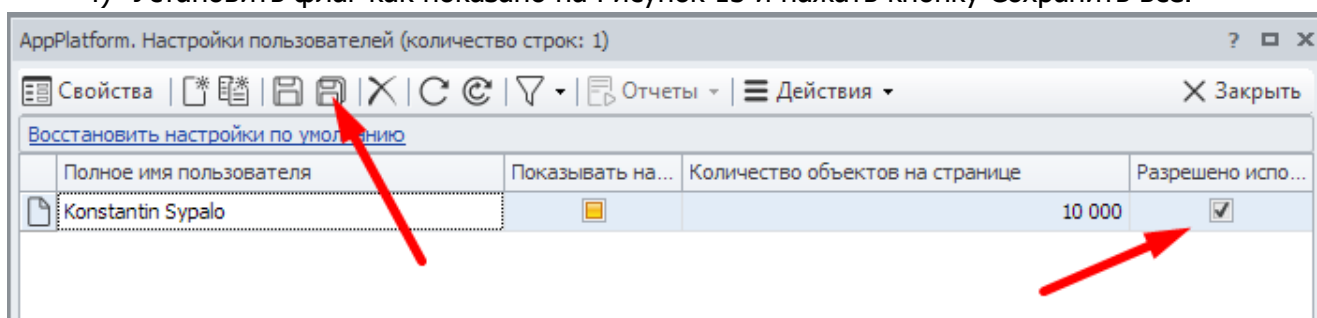 AppPlatform. Настройки пользователей (количество строк: 1)
Свойства Отчеты Действия Закрыть
Восстановить настройки по умолчанию
Полное имя пользователя Показывать на... Количество объектов на странице Разрешено испо...
Konstantin Sypalo 10 000